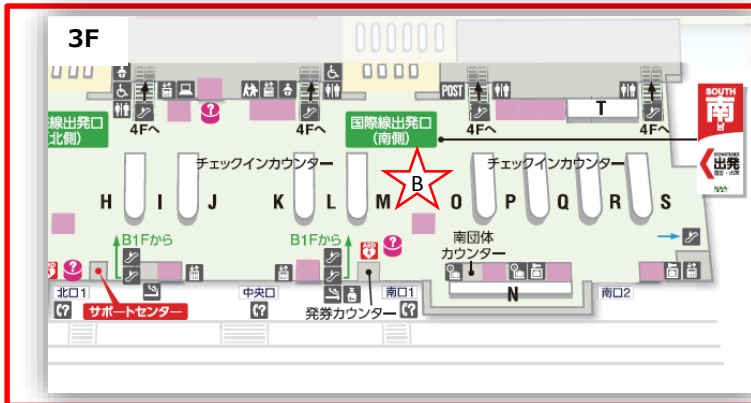 3F
POST
T
4Fへ
4Fへ
4Fへ
4Fへ
線出発口
(北側)
国際線出発口
(南側)
SOUTH
南
出発
チェックインカウンター
チェックインカウンター
H
I
J
K
L
M
B
O
P
Q
R
S
B1Fから
B1Fから
AED
南団体
カウンター
N
北口1
中央口
南口1
南口2
サポートセンター
発券カウンター